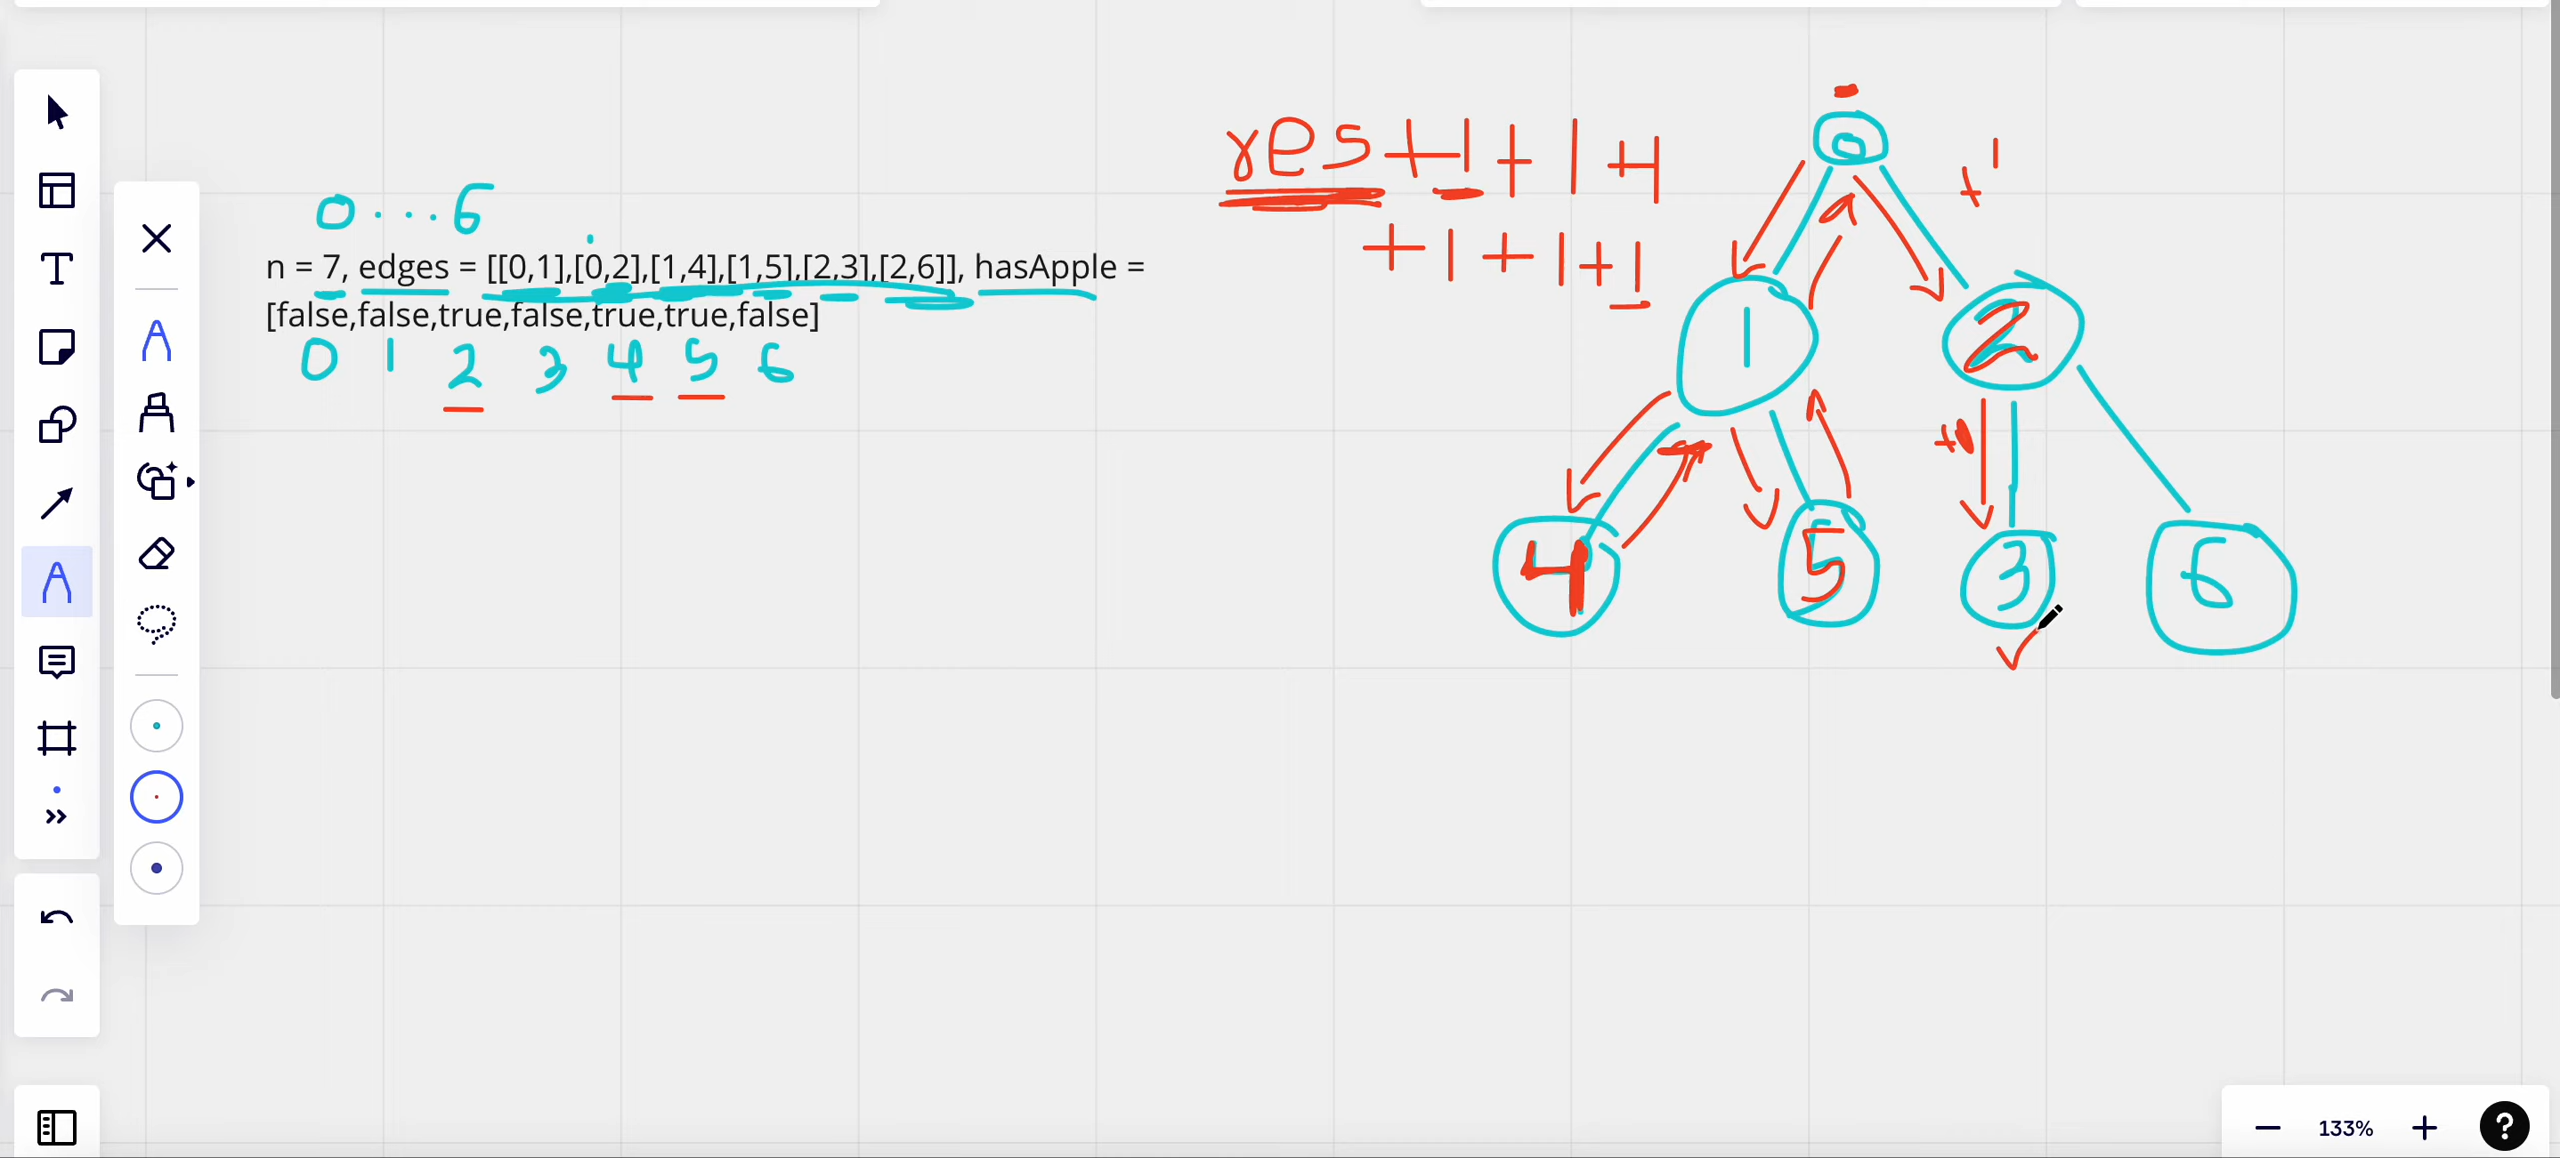 0 . . . 6
n = 7, edges = [[0,1],[0,2],[1,4],[1,5],[2,3],[2,6]], hasApple =
[false,false,true,false,true,true,false]
0 1 2 3 4 5 6
res+1+1+1
+1+1+1
0
+1
1
2
4
5
3
6
T
133%
?